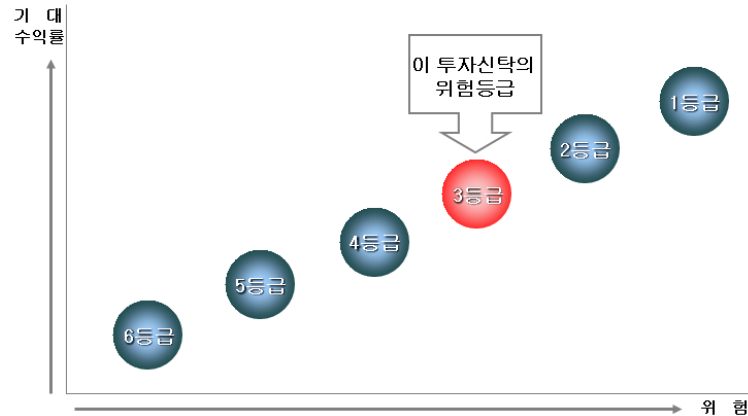 기 대
수익률
이 투자신탁의
위험등급
1등급
2등급
3등급
4등급
5등급
6등급
위 험